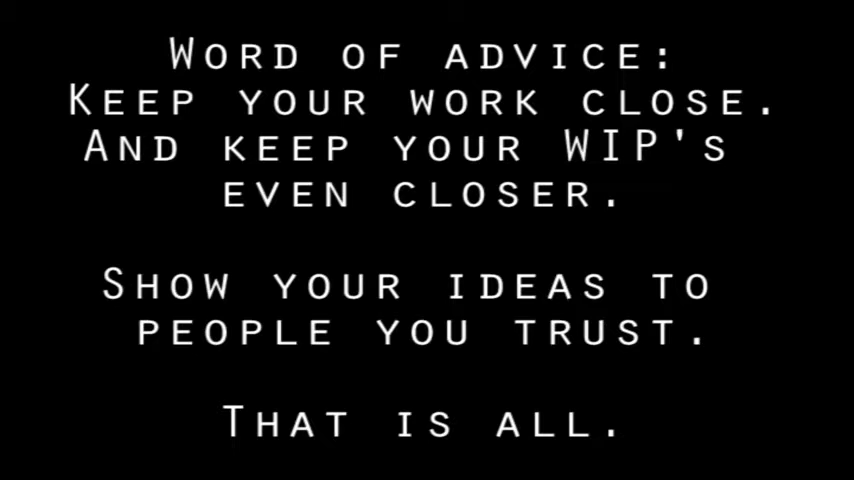 Word of advice:
Keep your work close.
And keep your WIP's
even closer.
Show your ideas to
people you trust.
That is all.